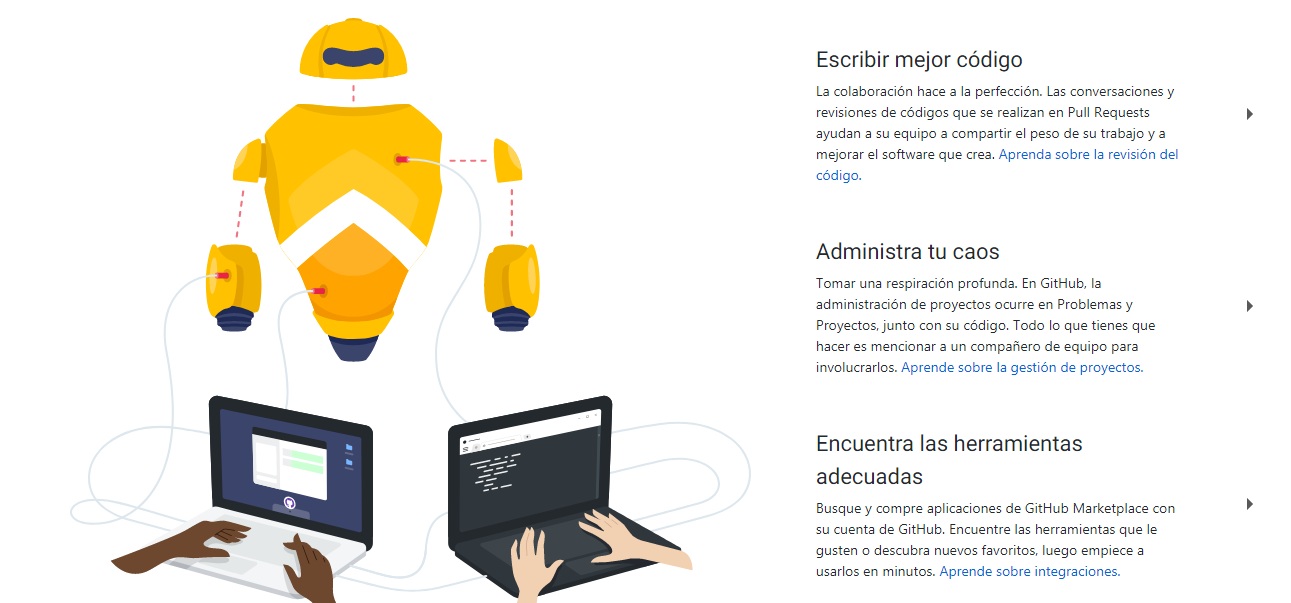 Escribir mejor código
La colaboración hace a la perfección. Las conversaciones y
revisiones de códigos que se realizan en Pull Requests
ayudan a su equipo a compartir el peso de su trabajo y a
mejorar el software que crea. Aprenda sobre la revisión del
código.
Administra tu caos
Tomar una respiración profunda. En GitHub, la
administración de proyectos ocurre en Problemas y
Proyectos, junto con su código. Todo lo que tienes que
hacer es mencionar a un compañero de equipo para
involucrarlos. Aprende sobre la gestión de proyectos.
Encuentra las herramientas
adecuadas
Busque y compre aplicaciones de GitHub Marketplace con
su cuenta de GitHub. Encuentre las herramientas que le
gusten o descubra nuevos favoritos, luego empiece a
usarlos en minutos. Aprende sobre integraciones.